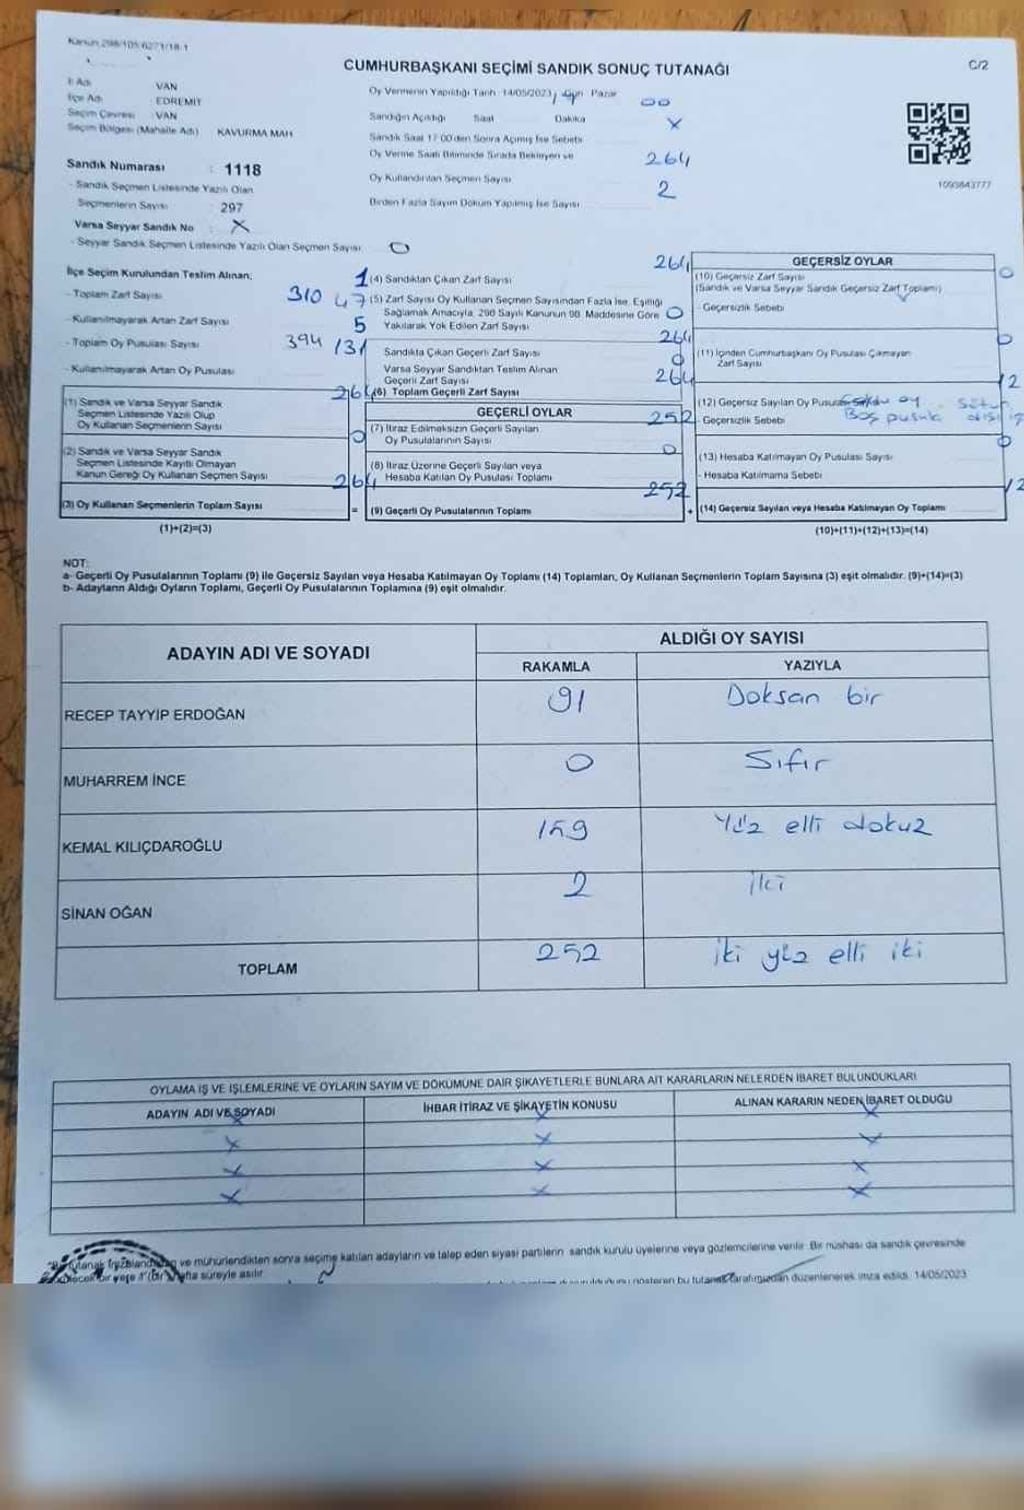 Kanun 298/105 6271/18-1
C/2
CUMHURBAŞKANI SEÇİMİ SANDIK SONUÇ TUTANAĞI
İl Adı VAN
İlçe Adı EDREMİT
Seçim Çevresi VAN
Seçim Bölgesi (Mahalle Adı) KAVURMA MAH
Sandık Numarası : 1118
- Sandık Seçmen Listesinde Yazılı Olan
Seçmenlerin Sayısı : 297
Varsa Seyyar Sandık No : X
- Seyyar Sandık Seçmen Listesinde Yazılı Olan Seçmen Sayısı 0
Oy Vermenin Yapıldığı Tarih 14/05/2023 Gün Pazar
Sandığın Açıldığı Saat Dakika 00
Sandık Saat 17:00'den Sonra Açılmış İse Sebebi X
Oy Verme Saati Bitiminde Sırada Bekleyen ve
Oy Kullandırılan Seçmen Sayısı 264
Birden Fazla Sayım Döküm Yapılmış İse Sayısı 2
1093843777
İlçe Seçim Kurulundan Teslim Alınan;
- Toplam Zarf Sayısı 310
- Kullanılmayarak Artan Zarf Sayısı 47
- Toplam Oy Pusulası Sayısı 394
- Kullanılmayarak Artan Oy Pusulası 131
(1) Sandık ve Varsa Seyyar Sandık
Seçmen Listesinde Yazılı Olup
Oy Kullanan Seçmenlerin Sayısı 264
(2) Sandık ve Varsa Seyyar Sandık
Seçmen Listesinde Kayıtlı Olmayan
Kanun Gereği Oy Kullanan Seçmen Sayısı 0
(3) Oy Kullanan Seçmenlerin Toplam Sayısı 264
(1)+(2)=(3)
(4) Sandıktan Çıkan Zarf Sayısı 264
(5) Zarf Sayısı Oy Kullanan Seçmen Sayısından Fazla İse, Eşitliği
Sağlamak Amacıyla, 298 Sayılı Kanunun 98. Maddesine Göre
Yakılarak Yok Edilen Zarf Sayısı 0
Sandıkta Çıkan Geçerli Zarf Sayısı 264
Varsa Seyyar Sandıktan Teslim Alınan
Geçerli Zarf Sayısı 0
(6) Toplam Geçerli Zarf Sayısı 264
GEÇERLİ OYLAR
(7) İtiraz Edilmeksizin Geçerli Sayılan
Oy Pusulalarının Sayısı 252
(8) İtiraz Üzerine Geçerli Sayılan veya
Hesaba Katılan Oy Pusulası Toplamı 0
= (9) Geçerli Oy Pusulalarının Toplamı 252
GEÇERSİZ OYLAR
(10) Geçersiz Zarf Sayısı 0
(Sandık ve Varsa Seyyar Sandık Geçersiz Zarf Toplamı)
- Geçersizlik Sebebi
(11) İçinden Cumhurbaşkanı Oy Pusulası Çıkmayan
Zarf Sayısı 0
(12) Geçersiz Sayılan Oy Pusulası 12
- Geçersizlik Sebebi Boş pusula
(13) Hesaba Katılmayan Oy Pusulası Sayısı 0
- Hesaba Katılmama Sebebi
+ (14) Geçersiz Sayılan veya Hesaba Katılmayan Oy Toplamı 12
(10)+(11)+(12)+(13)=(14)
NOT:
a- Geçerli Oy Pusulalarının Toplamı (9) ile Geçersiz Sayılan veya Hesaba Katılmayan Oy Toplamı (14) Toplamları, Oy Kullanan Seçmenlerin Toplam Sayısına (3) eşit olmalıdır. (9)+(14)=(3)
b- Adayların Aldığı Oyların Toplamı, Geçerli Oy Pusulalarının Toplamına (9) eşit olmalıdır.
ADAYIN ADI VE SOYADI ALDIĞI OY SAYISI
RAKAMLA YAZIYLA
RECEP TAYYİP ERDOĞAN 91 Doksan bir
MUHARREM İNCE 0 Sıfır
KEMAL KILIÇDAROĞLU 159 Yüz elli dokuz
SİNAN OĞAN 2 İki
TOPLAM 252 İki yüz elli iki
OYLAMA İŞ VE İŞLEMLERİNE VE OYLARIN SAYIM VE DÖKÜMÜNE DAİR ŞİKAYETLERLE BUNLARA AİT KARARLARIN NELERDEN İBARET BULUNDUKLARI
ADAYIN ADI VE SOYADI İHBAR İTİRAZ VE ŞİKAYETİN KONUSU ALINAN KARARIN NEDEN İBARET OLDUĞU
X X X
X X X
X X X
X X X
ve mühürlendikten sonra seçime katılan adayların ve talep eden siyasi partilerin sandık kurulu üyelerine veya gözlemcilerine verilir. Bir nüshası da sandık çevresinde
süreyle asılır.
gösteren bu tutanak tarafımızdan düzenlenerek imza edildi. 14/05/2023